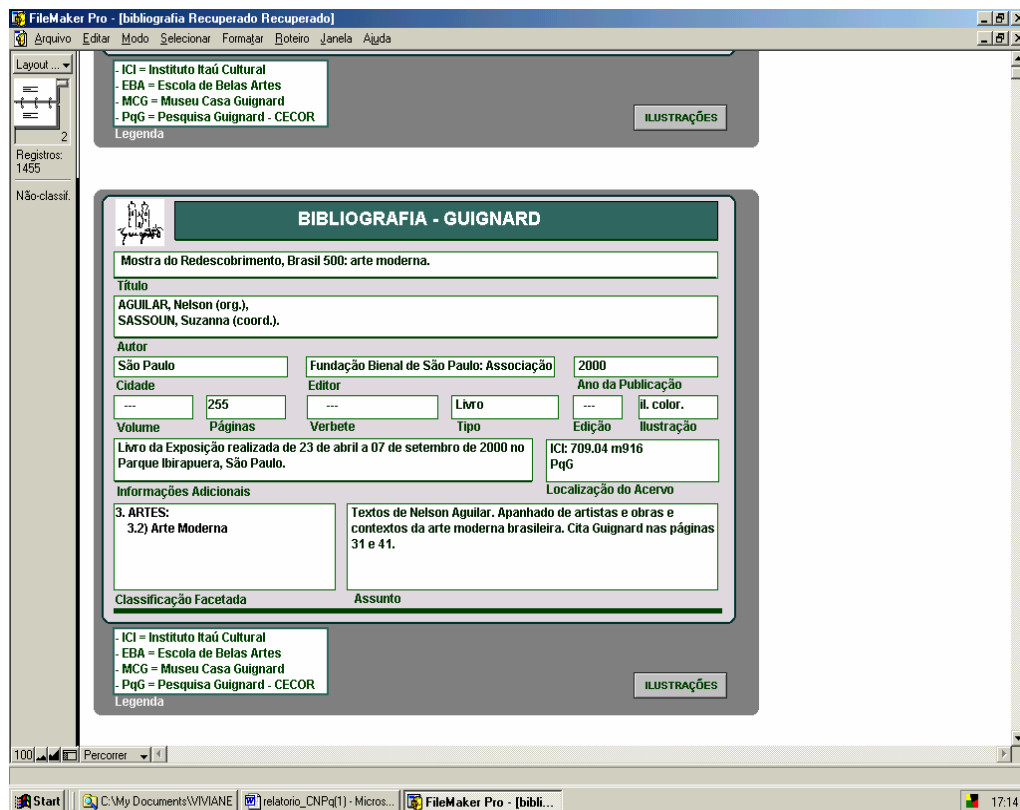 FileMaker Pro - [bibliografia Recuperado Recuperado]
Arquivo Editar Modo Selecionar Formatar Roteiro Janela Ajuda
Layout ...
2
Registros:
1455
Não-classif.
- ICI = Instituto Itaú Cultural
- EBA = Escola de Belas Artes
- MCG = Museu Casa Guignard
- PqG = Pesquisa Guignard - CECOR
Legenda
ILUSTRAÇÕES
Guignard
BIBLIOGRAFIA - GUIGNARD
Mostra do Redescobrimento, Brasil 500: arte moderna.
Título
AGUILAR, Nelson (org.),
SASSOUN, Suzanna (coord.).
Autor
São Paulo Fundação Bienal de São Paulo: Associação 2000
Cidade Editor Ano da Publicação
--- 255 --- Livro --- il. color.
Volume Páginas Verbete Tipo Edição Ilustração
Livro da Exposição realizada de 23 de abril a 07 de setembro de 2000 no
Parque Ibirapuera, São Paulo.
Informações Adicionais
ICI: 709.04 m916
PqG
Localização do Acervo
3. ARTES:
3.2) Arte Moderna
Classificação Facetada
Textos de Nelson Aguilar. Apanhado de artistas e obras e
contextos da arte moderna brasileira. Cita Guignard nas páginas
31 e 41.
Assunto
- ICI = Instituto Itaú Cultural
- EBA = Escola de Belas Artes
- MCG = Museu Casa Guignard
- PqG = Pesquisa Guignard - CECOR
Legenda
ILUSTRAÇÕES
100 Percorrer
Start C:\My Documents\VIVIANE relatorio_CNPq(1) - Micros... FileMaker Pro - [bibli... 17:14